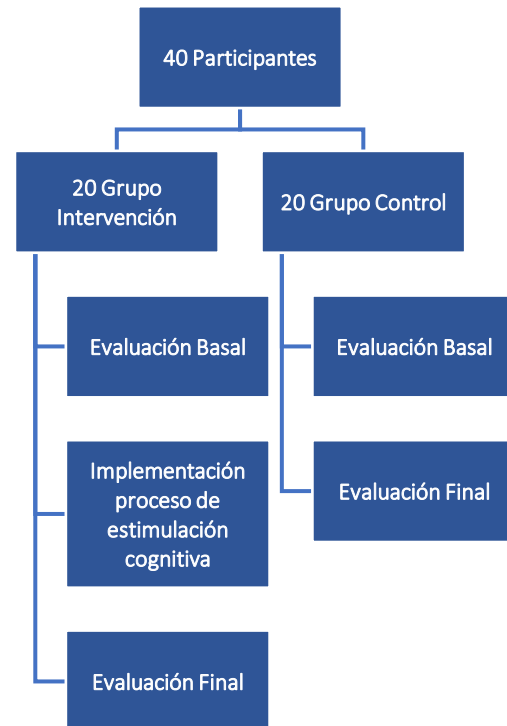 40 Participantes
20 Grupo
Intervención
20 Grupo Control
Evaluación Basal
Implementación
proceso de
estimulación
cognitiva
Evaluación Final
Evaluación Basal
Evaluación Final